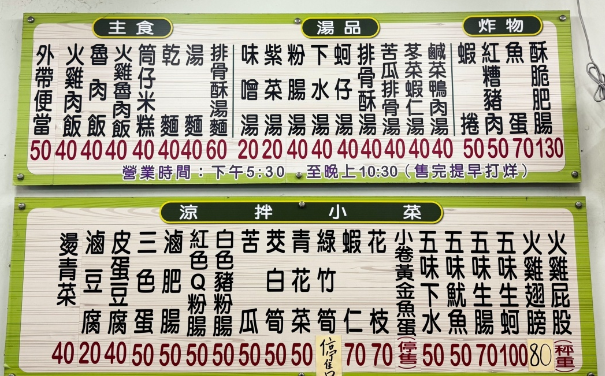 主食
外帶便當 50
火雞肉飯 40
魯肉飯 40
火雞魯肉飯 40
筒仔米糕 40
乾麵 40
湯麵 40
排骨酥湯麵 60
湯品
味噌湯 20
紫菜湯 20
粉腸湯 40
下水湯 40
蚵仔湯 40
排骨酥湯 40
苦瓜排骨湯 40
茎菜蝦仁湯 40
鹹菜鴨肉湯 40
炸物
蝦捲 50
紅糟豬肉 50
魚蛋 70
酥脆肥腸 130
營業時間：下午5:30 至晚上10:30（售完提早打烊）
涼拌小菜
燙青菜 40
滷豆腐 20
皮蛋豆腐 40
三色蛋 50
滷肥腸 50
紅色Q粉腸 50
白色豬粉腸 50
苦瓜 50
茭白筍 50
青花菜 50
綠竹筍 停售
蝦仁 70
花枝 70
小卷黃金魚蛋（停售）
五味下水 50
五味魷魚 50
五味生腸 70
五味生蚵 100
火雞翅膀 80
火雞屁股（秤重）